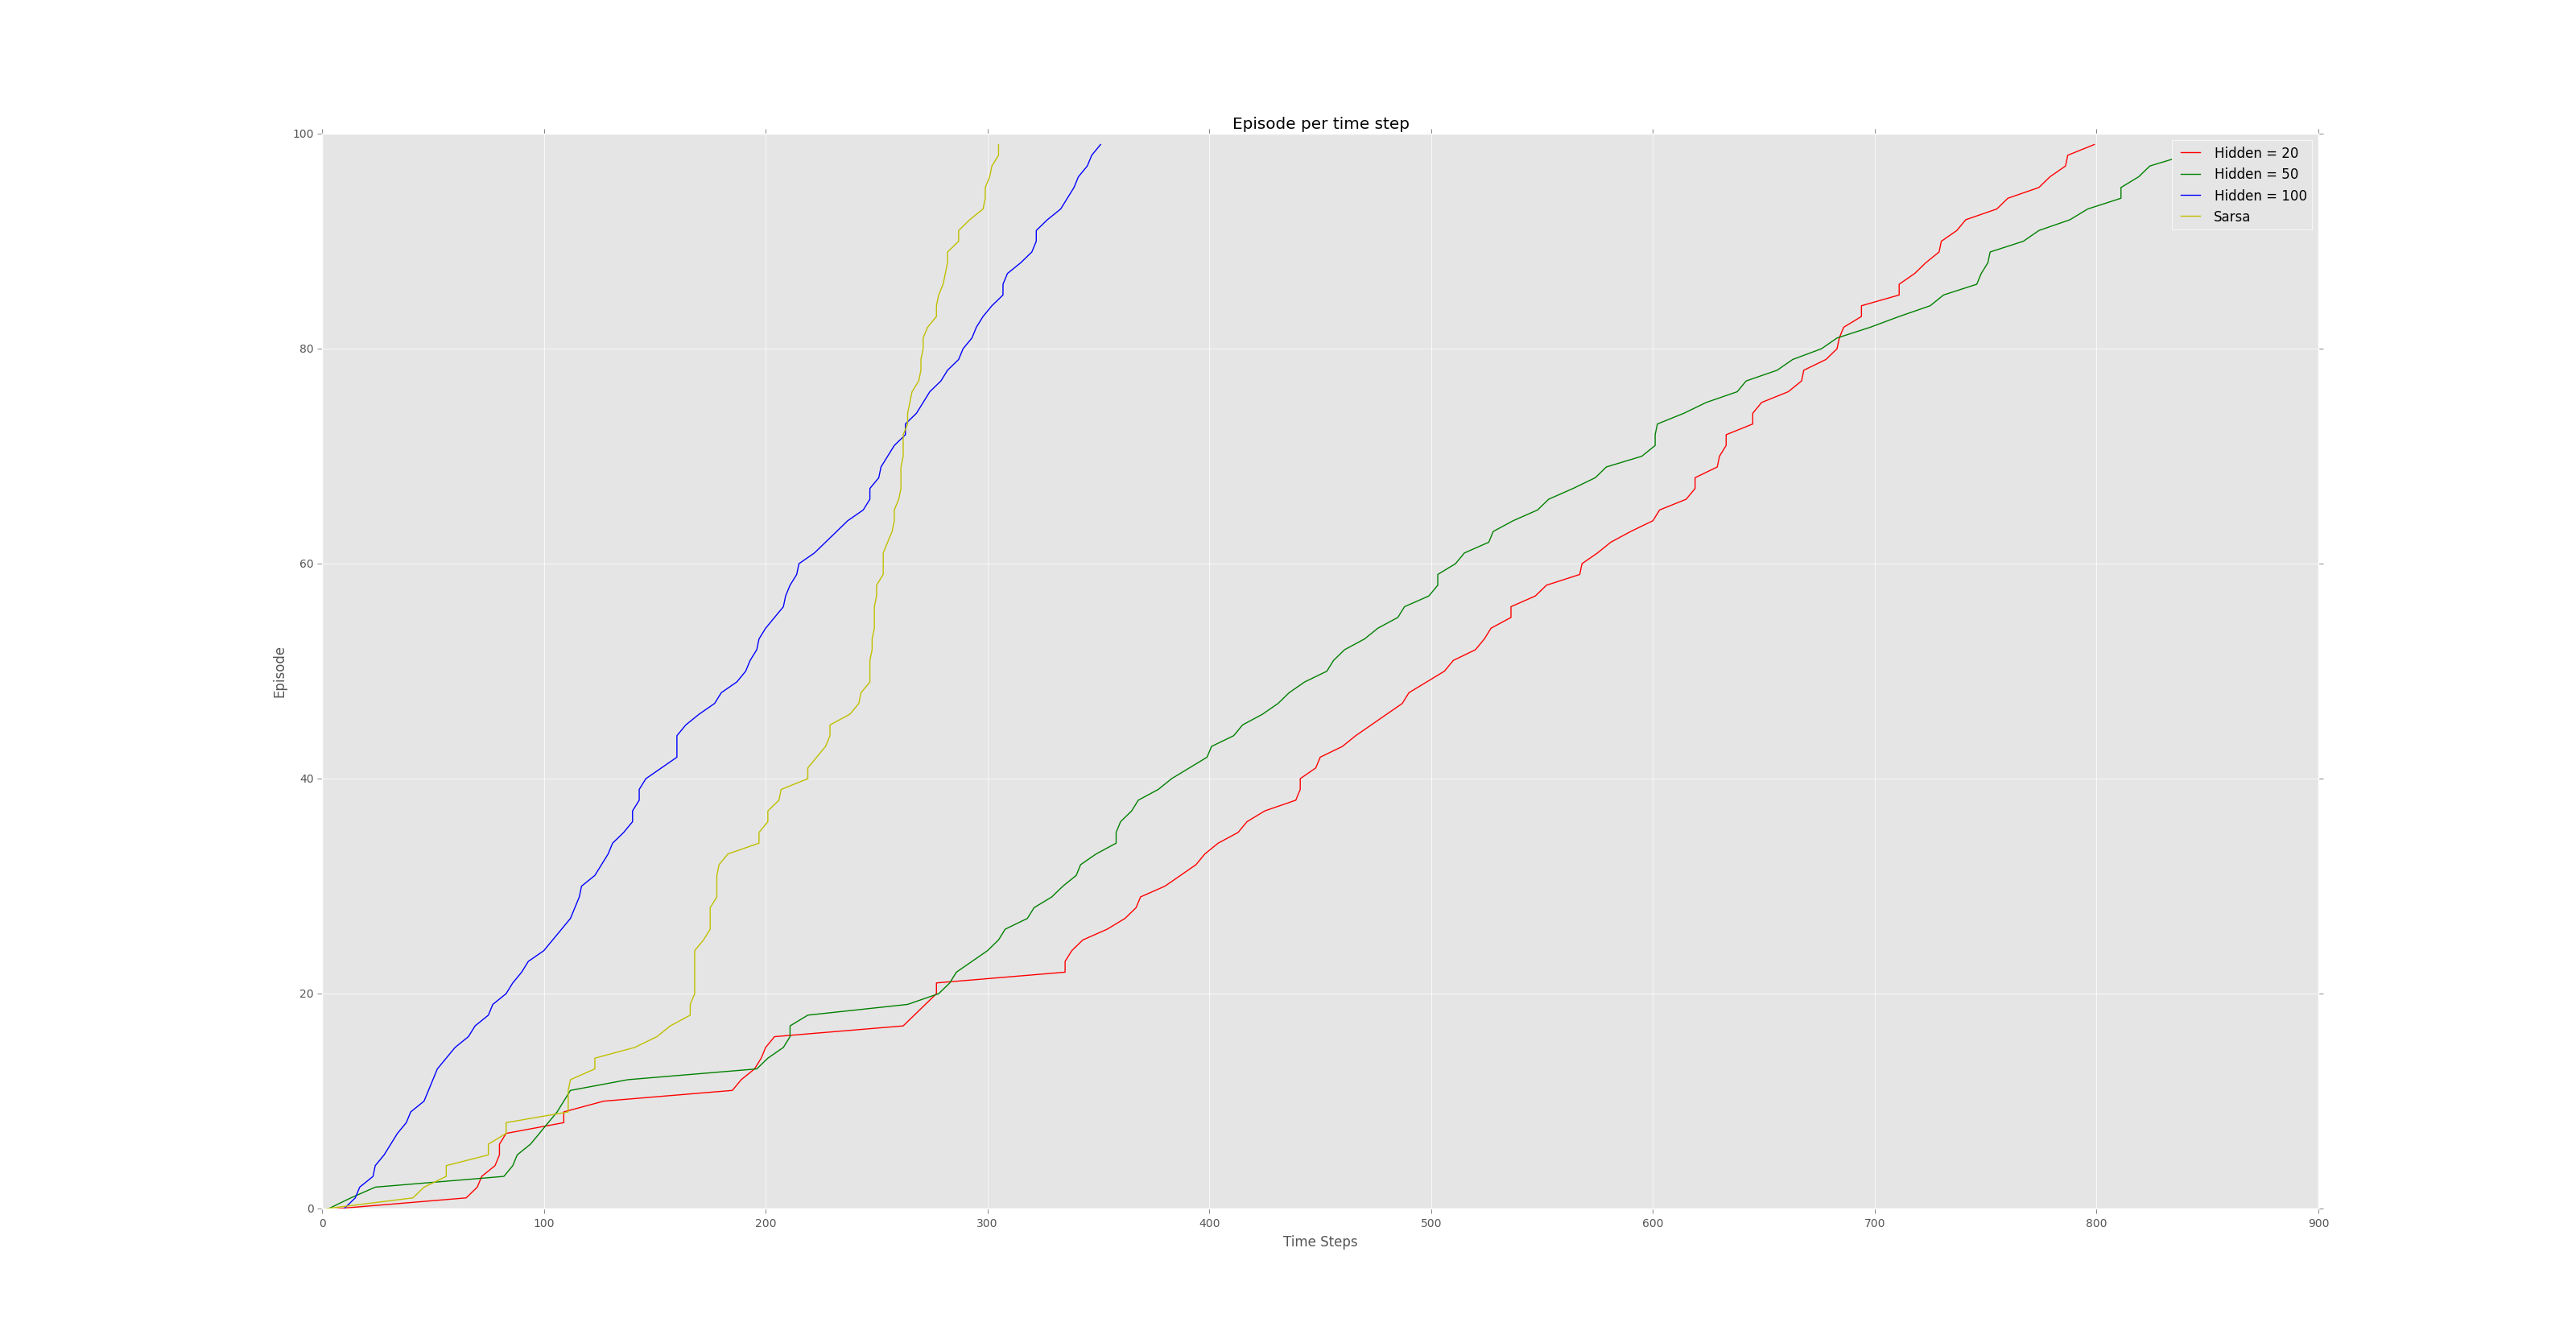 Episode per time step
100
80
60
40
20
0
Episode
Hidden = 20
Hidden = 50
Hidden = 100
Sarsa
0 100 200 300 400 500 600 700 800 900
Time Steps